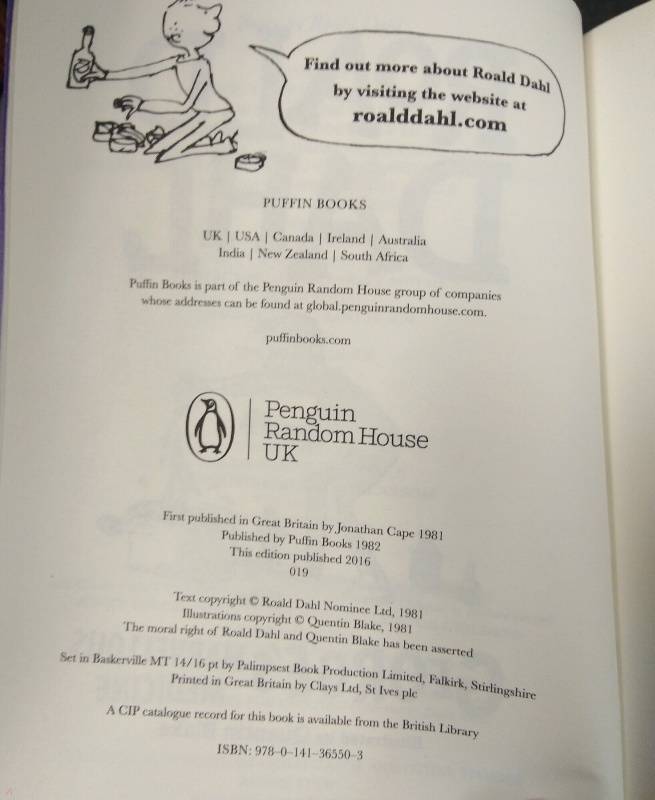 Find out more about Roald Dahl
by visiting the website at
roalddahl.com
PUFFIN BOOKS
UK | USA | Canada | Ireland | Australia
India | New Zealand | South Africa
Puffin Books is part of the Penguin Random House group of companies
whose addresses can be found at global.penguinrandomhouse.com.
puffinbooks.com
Penguin
Random House
UK
First published in Great Britain by Jonathan Cape 1981
Published by Puffin Books 1982
This edition published 2016
019
Text copyright © Roald Dahl Nominee Ltd, 1981
Illustrations copyright © Quentin Blake, 1981
The moral right of Roald Dahl and Quentin Blake has been asserted
Set in Baskerville MT 14/16 pt by Palimpsest Book Production Limited, Falkirk, Stirlingshire
Printed in Great Britain by Clays Ltd, St Ives plc
A CIP catalogue record for this book is available from the British Library
ISBN: 978–0–141–36550–3